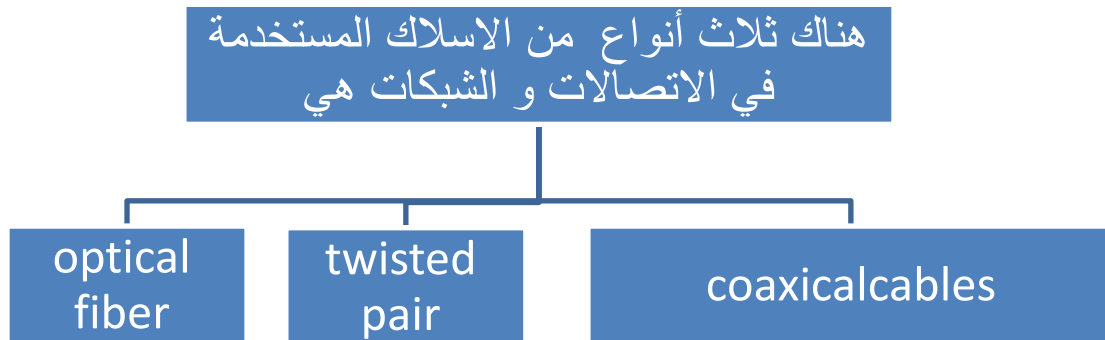 هناك ثلاث أنواع من الاسلاك المستخدمة
في الاتصالات و الشبكات هي
optical
fiber
twisted
pair
coaxicalcables